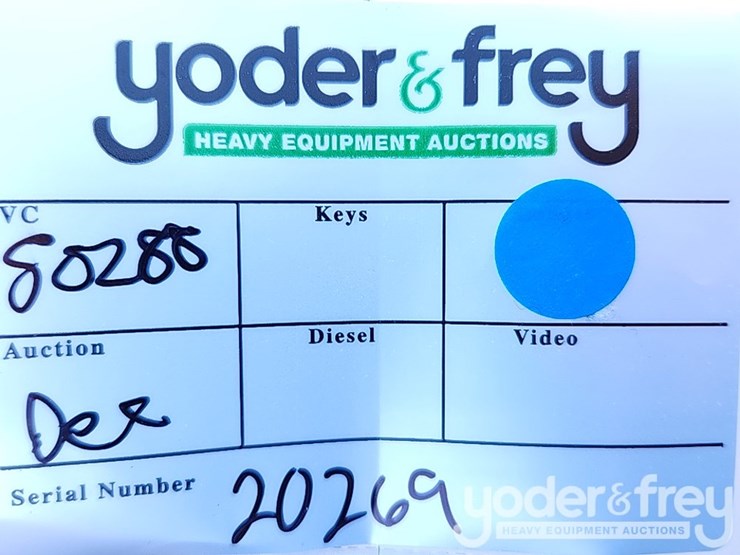 yoder & frey
HEAVY EQUIPMENT AUCTIONS
VC
Keys
80288
Auction
Diesel
Video
Dec
Serial Number
20269
yoder&frey
HEAVY EQUIPMENT AUCTIONS